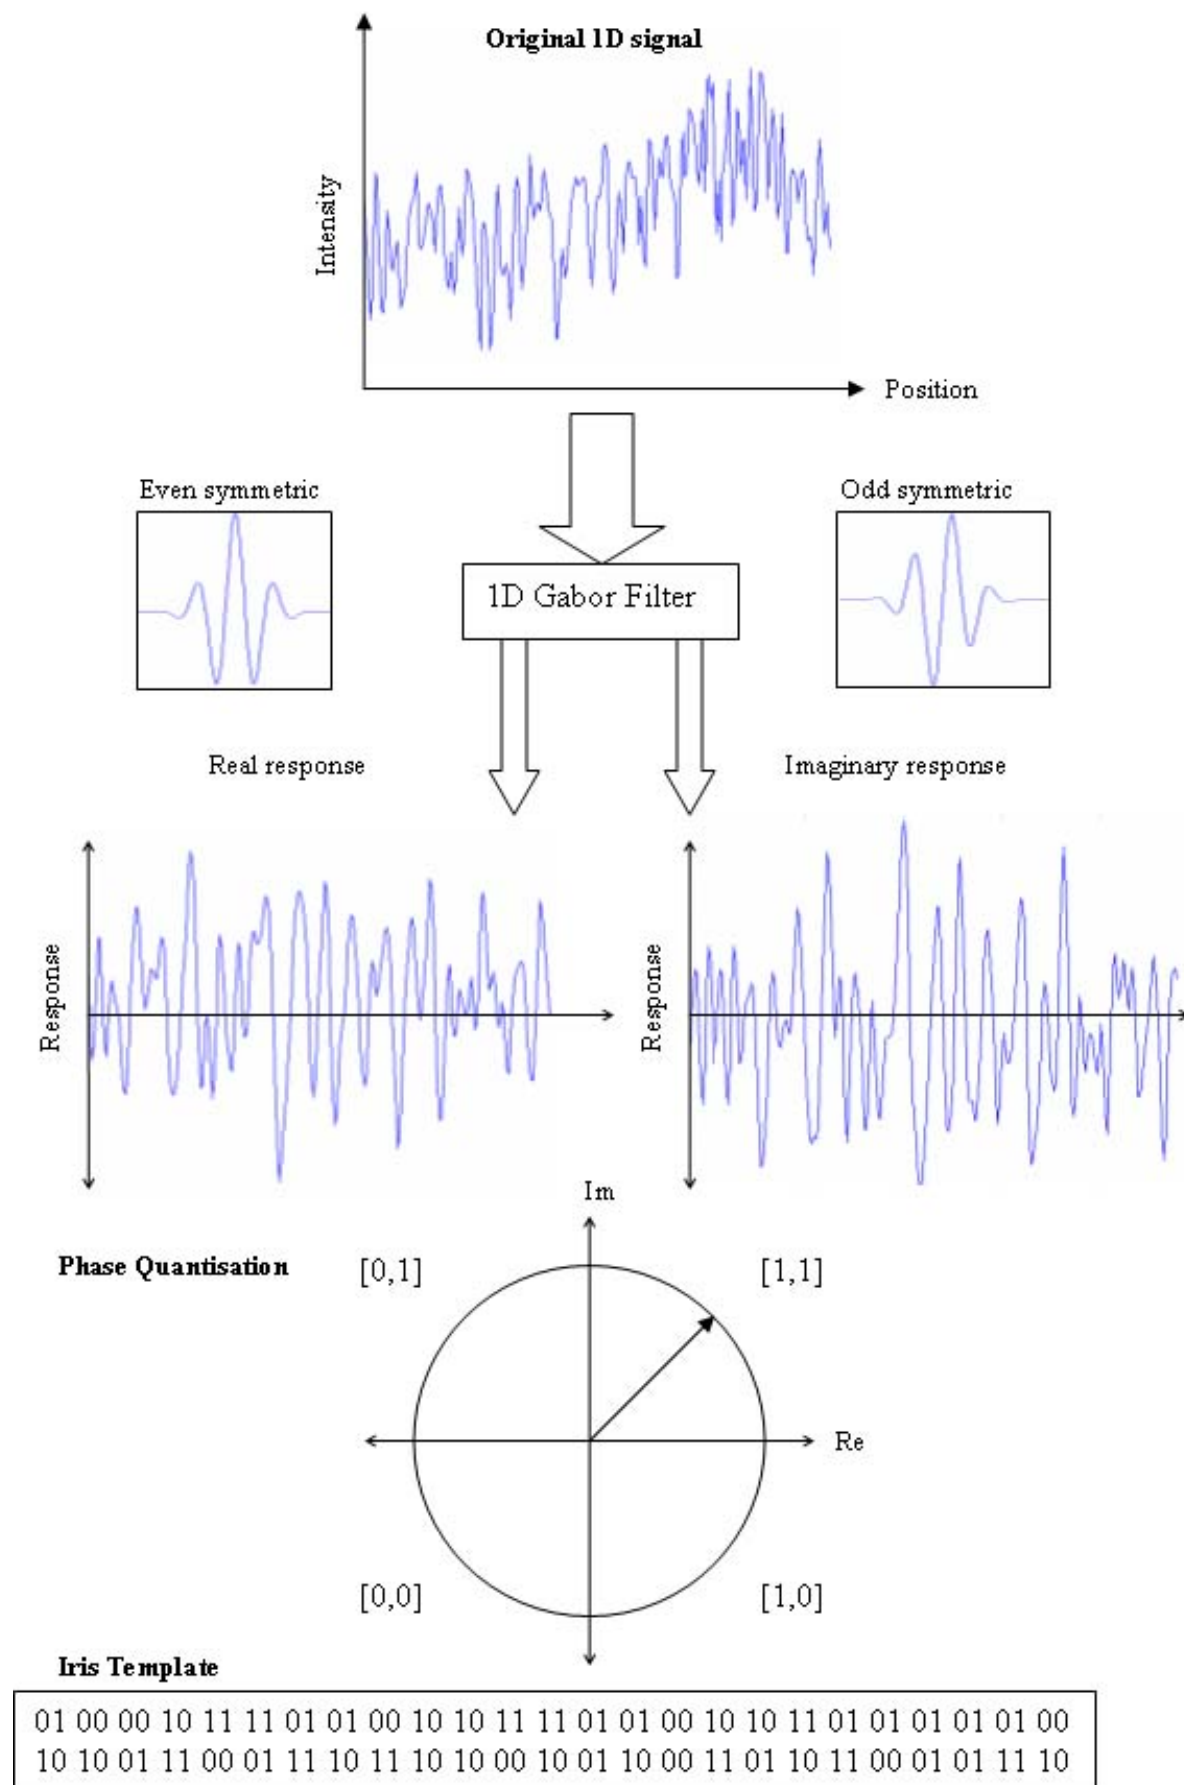 Original 1D signal
Intensity
Position
Even symmetric
Odd symmetric
1D Gabor Filter
Real response
Imaginary response
Response
Response
Im
Phase Quantisation
[0,1]
[1,1]
Re
[0,0]
[1,0]
Iris Template
01 00 00 10 11 11 01 01 00 10 10 11 11 01 01 00 10 10 11 01 01 01 01 01 00
10 10 01 11 00 01 11 10 11 10 10 00 10 01 10 00 11 01 10 11 00 01 01 11 10